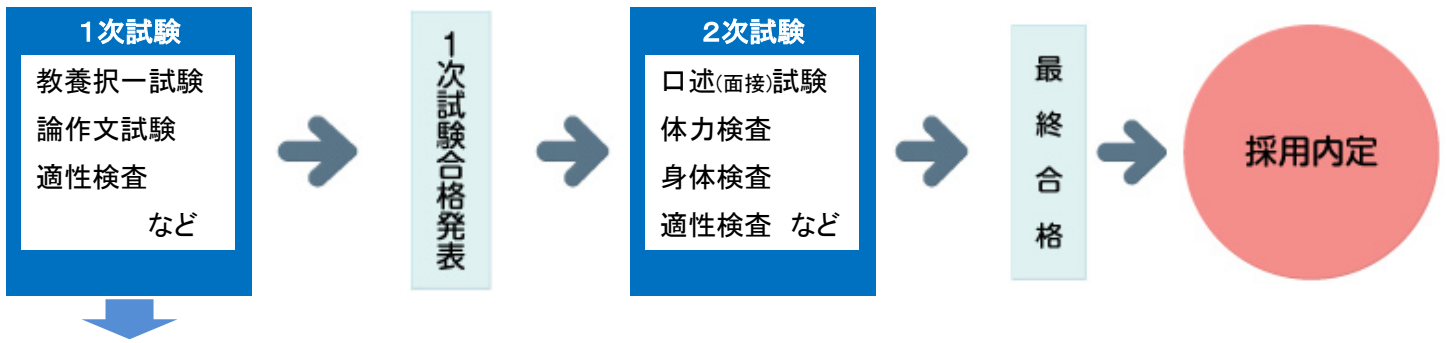 １次試験
教養択一試験
論作文試験
適性検査
など
１次試験合格発表
２次試験
口述(面接)試験
体力検査
身体検査
適性検査　など
最終合格
採用内定